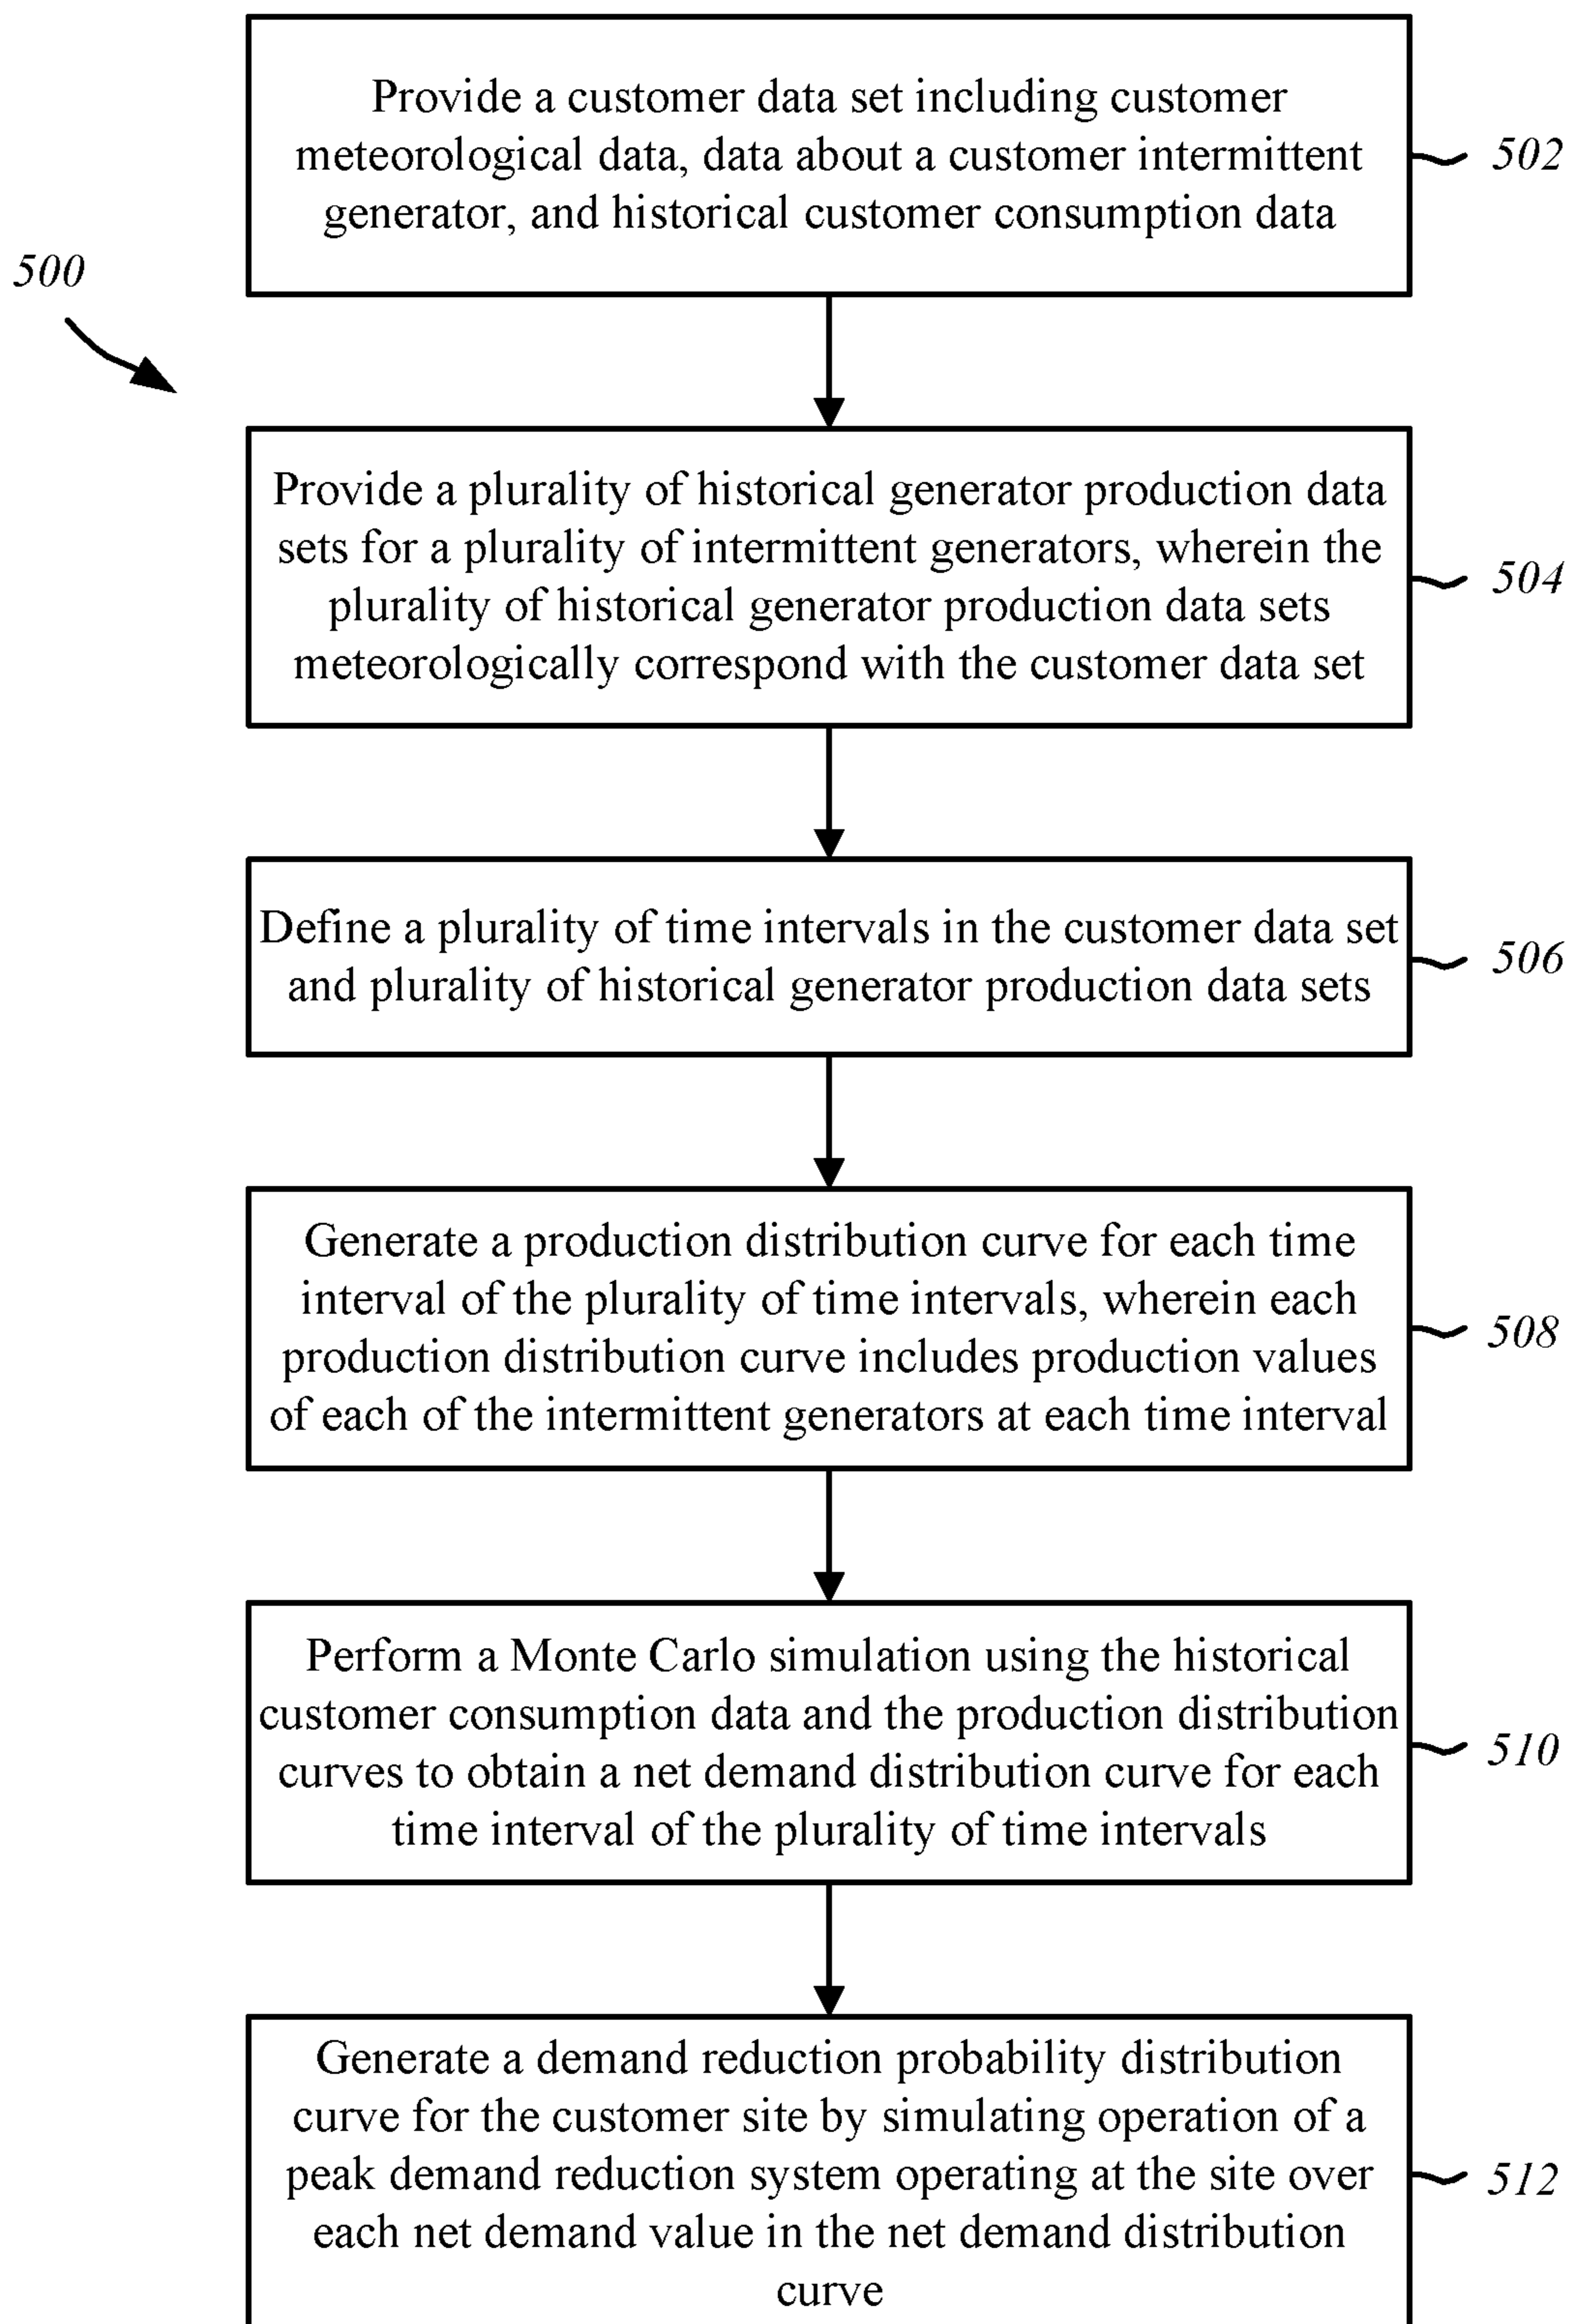 Provide a customer data set including customer
meteorological data, data about a customer intermittent
generator, and historical customer consumption data
502
500
Provide a plurality of historical generator production data
sets for a plurality of intermittent generators, wherein the
plurality of historical generator production data sets
meteorologically correspond with the customer data set
504
Define a plurality of time intervals in the customer data set
and plurality of historical generator production data sets
506
Generate a production distribution curve for each time
interval of the plurality of time intervals, wherein each
production distribution curve includes production values
of each of the intermittent generators at each time interval
508
Perform a Monte Carlo simulation using the historical
customer consumption data and the production distribution
curves to obtain a net demand distribution curve for each
time interval of the plurality of time intervals
510
Generate a demand reduction probability distribution
curve for the customer site by simulating operation of a
peak demand reduction system operating at the site over
each net demand value in the net demand distribution
curve
512